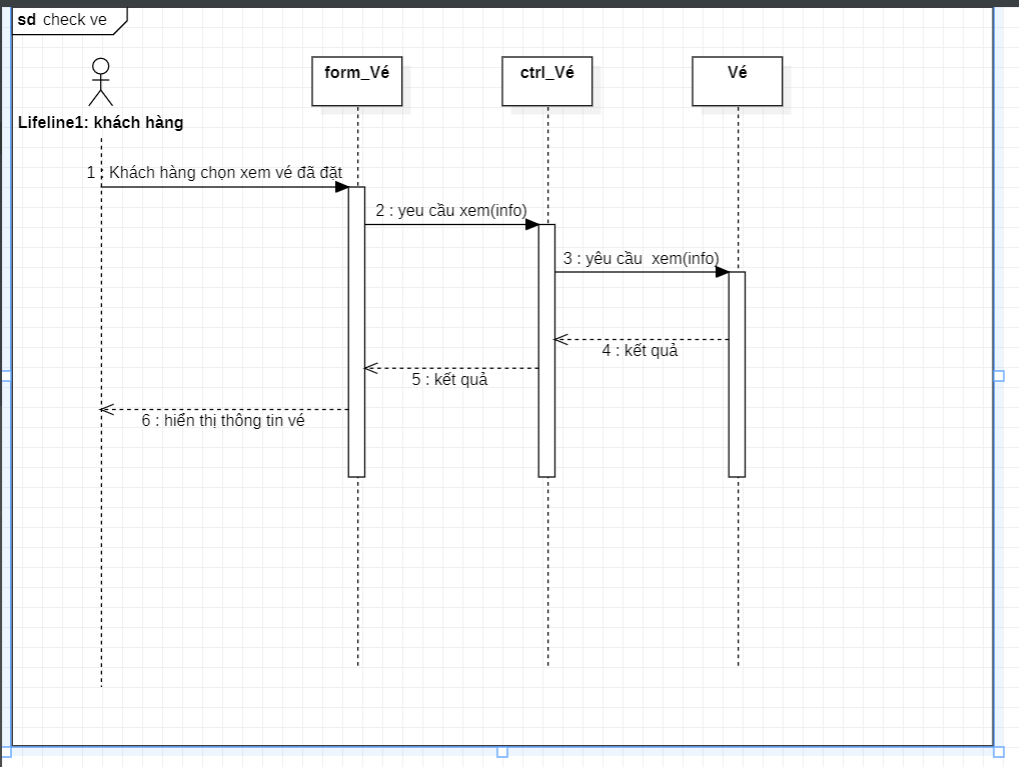 sd check ve
form_Vé
ctrl_Vé
Vé
Lifeline1: khách hàng
1 : Khách hàng chọn xem vé đã đặt
2 : yeu cầu xem(info)
3 : yêu cầu  xem(info)
4 : kết quả
5 : kết quả
6 : hiển thị thông tin vé